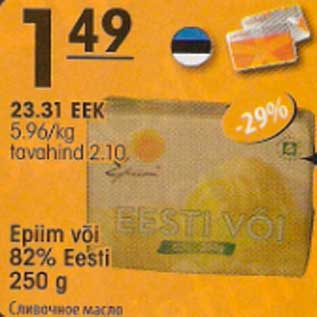 1 49
23.31 EEK
5.96/kg
tavahind 2.10
-29%
EESTI VÕI
Epiim või
82% Eesti
250 g
Сливочное масло